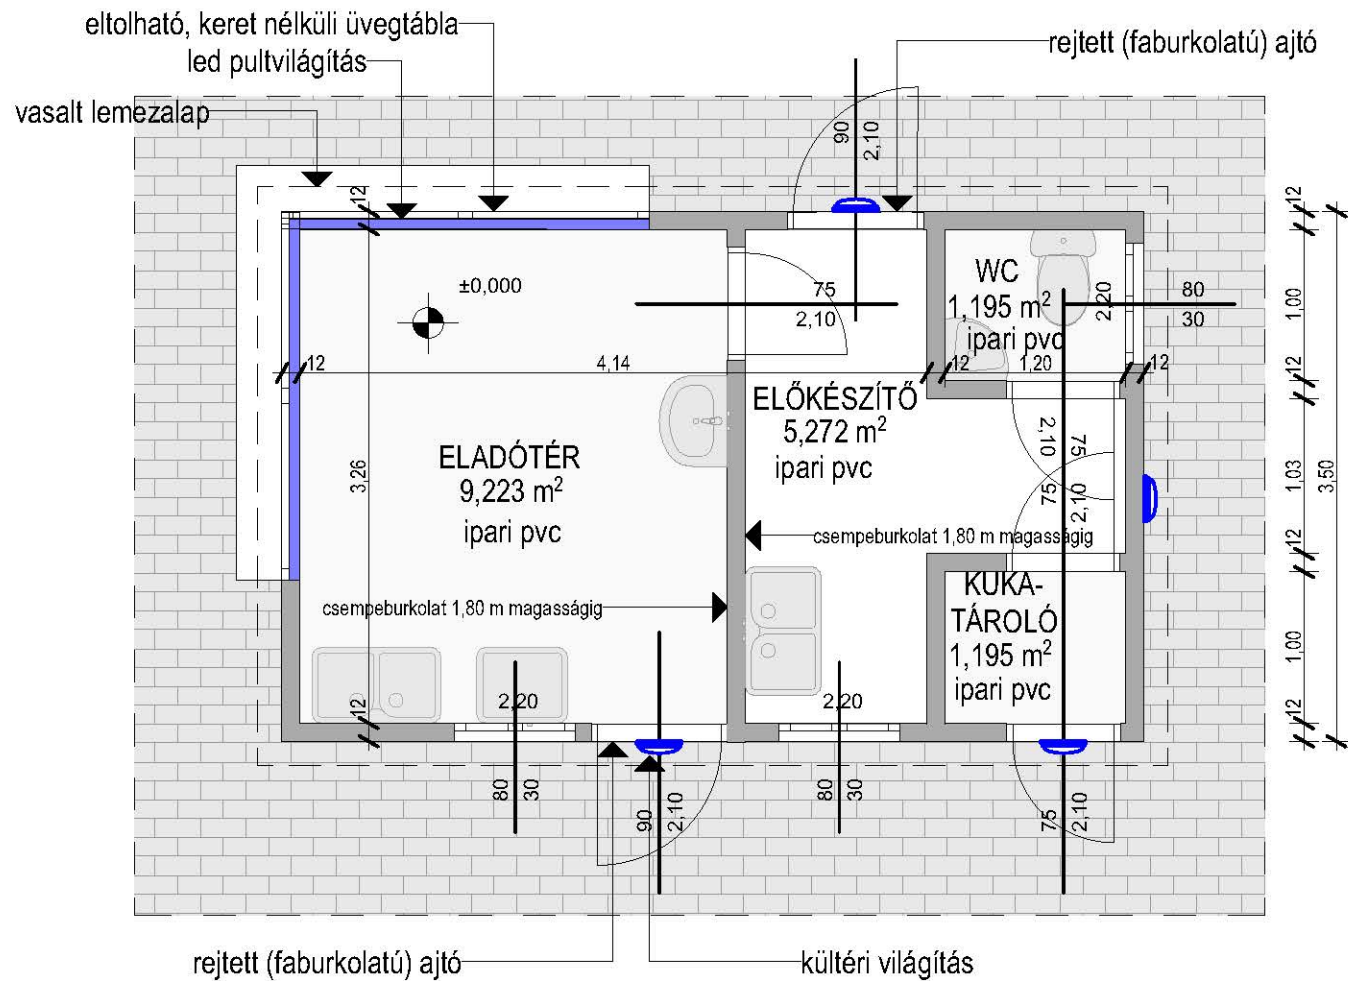 eltolható, keret nélküli üvegtábla
led pultvilágítás
vasalt lemezalap
rejtett (faburkolatú) ajtó
90
2,10
12
12
±0,000
75
2,10
WC
1,195 m²
ipari pvc
2,20
80
30
1,00
12
4,14
12
1,20
12
12
ELŐKÉSZÍTŐ
5,272 m²
ipari pvc
2,10
75
75
2,10
ELADÓTÉR
9,223 m²
ipari pvc
3,26
1,03
3,50
csempeburkolat 1,80 m magasságig
12
csempeburkolat 1,80 m magasságig
KUKA-
TÁROLÓ
1,195 m²
ipari pvc
1,00
12
2,20
2,20
12
80
30
90
2,10
80
30
75
2,10
rejtett (faburkolatú) ajtó
kültéri világítás